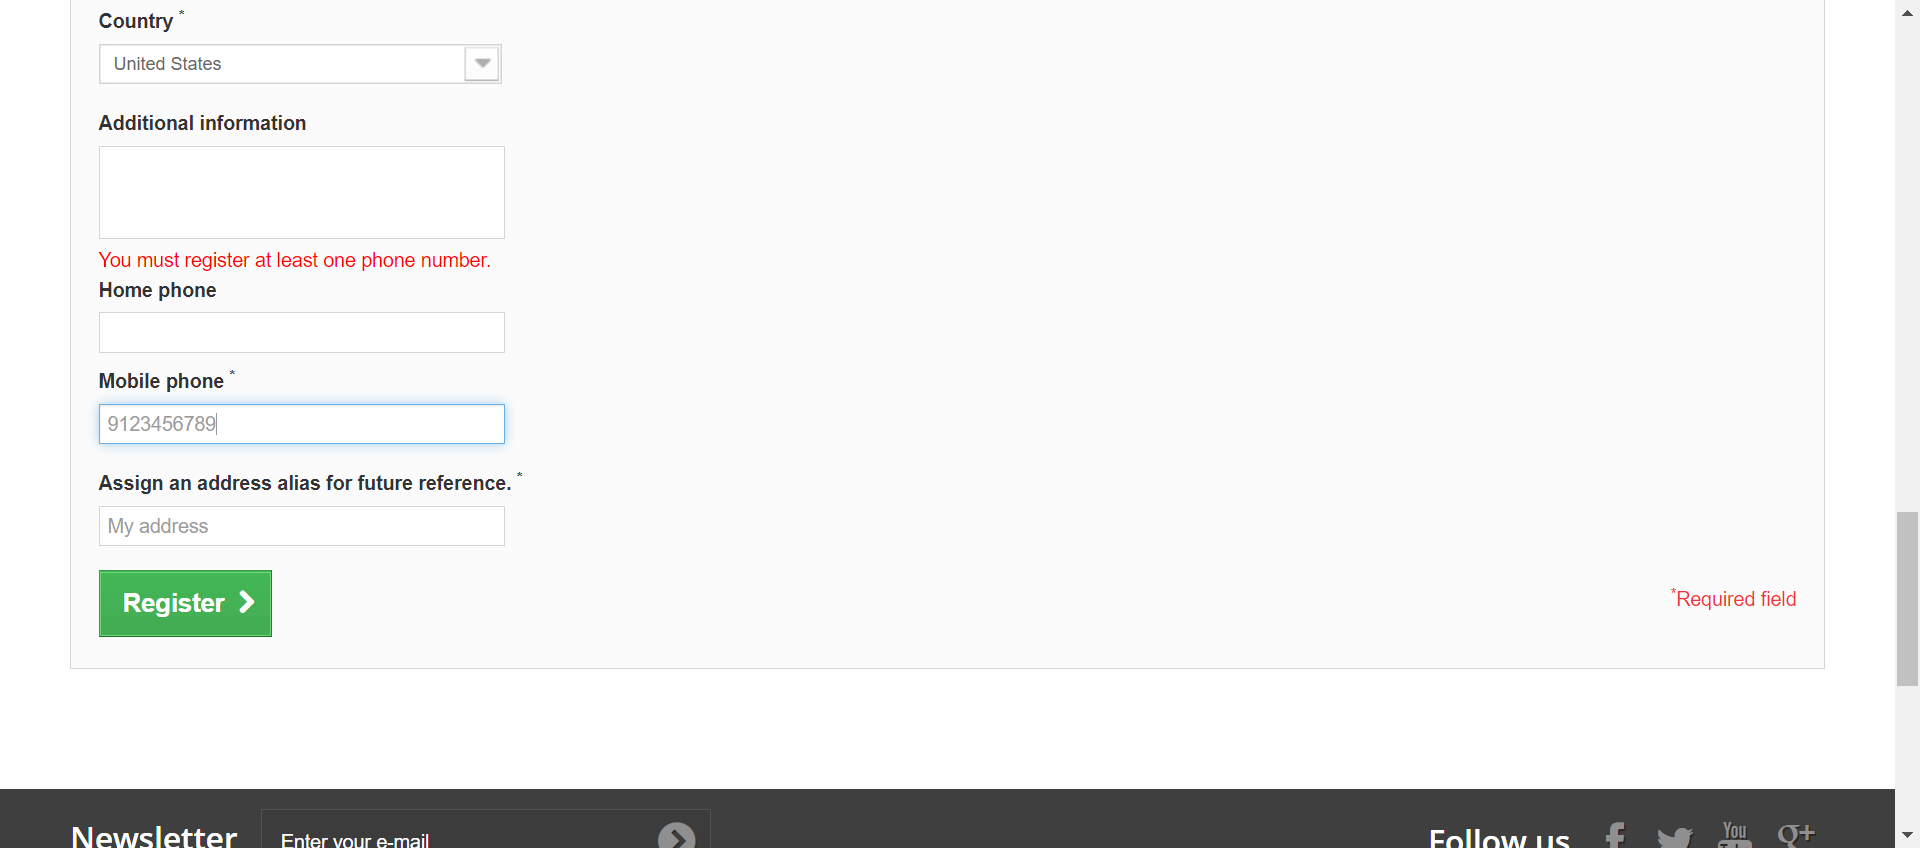 Country *
United States
Additional information
You must register at least one phone number.
Home phone
Mobile phone *
9123456789
Assign an address alias for future reference. *
My address
Register
*Required field
Newsletter
Enter your e-mail
Follow us
You
g+